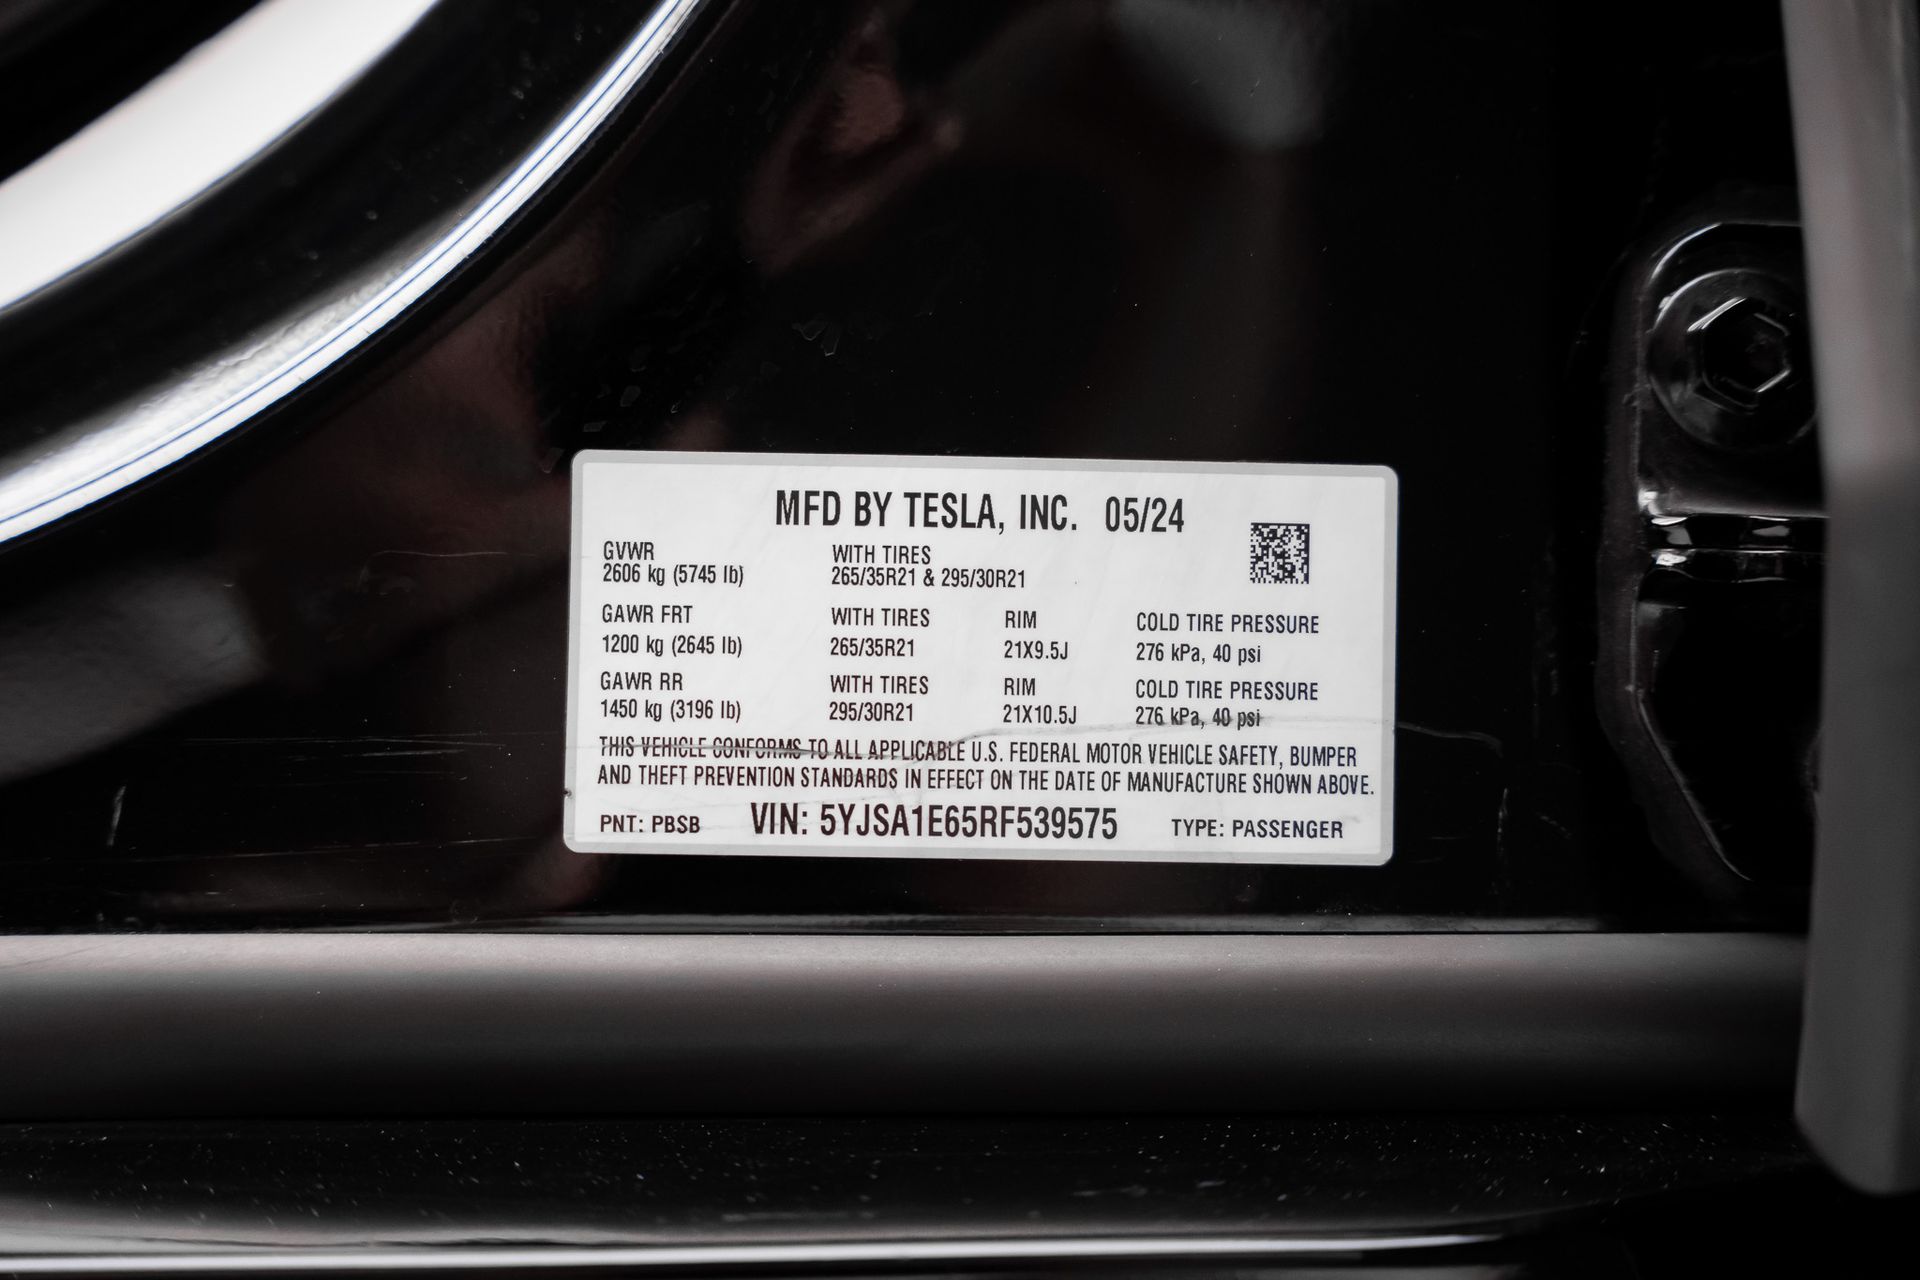 MFD BY TESLA, INC. 05/24
GVWR WITH TIRES
2606 kg (5745 lb) 265/35R21 & 295/30R21
GAWR FRT WITH TIRES RIM COLD TIRE PRESSURE
1200 kg (2645 lb) 265/35R21 21X9.5J 276 kPa, 40 psi
GAWR RR WITH TIRES RIM COLD TIRE PRESSURE
1450 kg (3196 lb) 295/30R21 21X10.5J 276 kPa, 40 psi
THIS VEHICLE CONFORMS TO ALL APPLICABLE U.S. FEDERAL MOTOR VEHICLE SAFETY, BUMPER
AND THEFT PREVENTION STANDARDS IN EFFECT ON THE DATE OF MANUFACTURE SHOWN ABOVE.
PNT: PBSB VIN: 5YJSA1E65RF539575 TYPE: PASSENGER